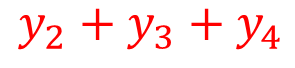 y₂ + y₃ + y₄